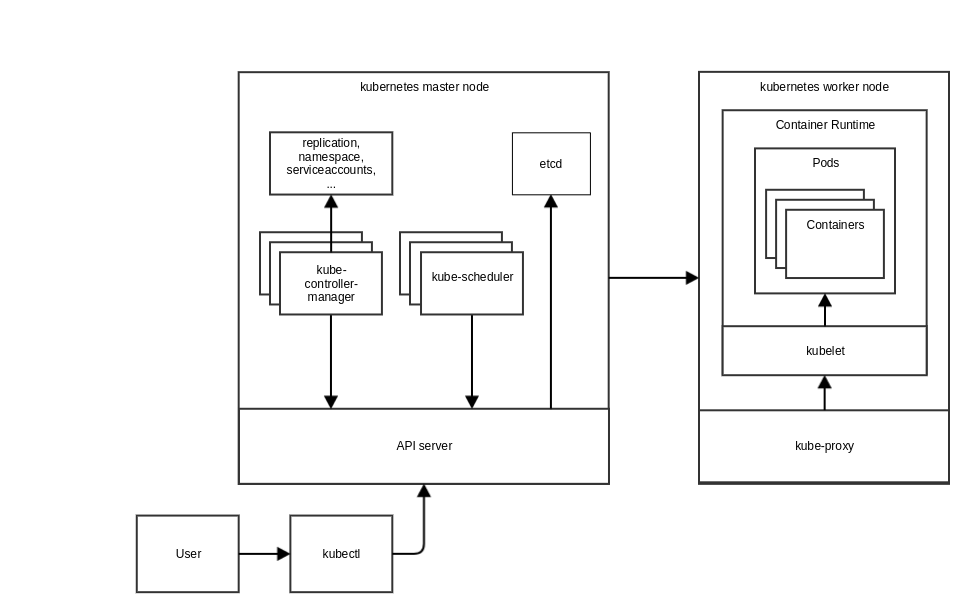 kubernetes master node
replication,
namespace,
serviceaccounts,
...
etcd
kube-
controller-
manager
kube-scheduler
API server
User
kubectl
kubernetes worker node
Container Runtime
Pods
Containers
kubelet
kube-proxy